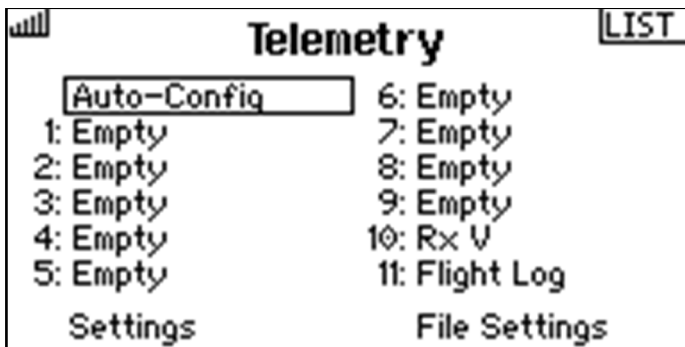 Telemetry
LIST
Auto-Config
1: Empty
2: Empty
3: Empty
4: Empty
5: Empty
6: Empty
7: Empty
8: Empty
9: Empty
10: Rx V
11: Flight Log
Settings
File Settings